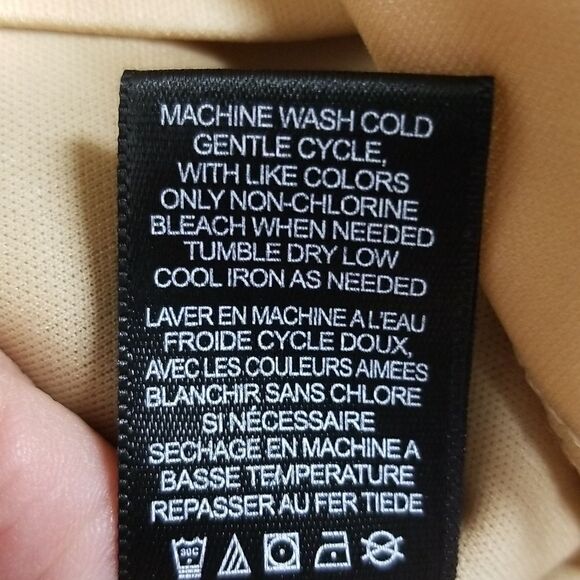 MACHINE WASH COLD
GENTLE CYCLE,
WITH LIKE COLORS
ONLY NON-CHLORINE
BLEACH WHEN NEEDED
TUMBLE DRY LOW
COOL IRON AS NEEDED
LAVER EN MACHINE A L'EAU
FROIDE CYCLE DOUX,
AVEC LES COULEURS AIMEES
BLANCHIR SANS CHLORE
SI NÉCESSAIRE
SECHAGE EN MACHINE A
BASSE TEMPERATURE
REPASSER AU FER TIEDE
30C